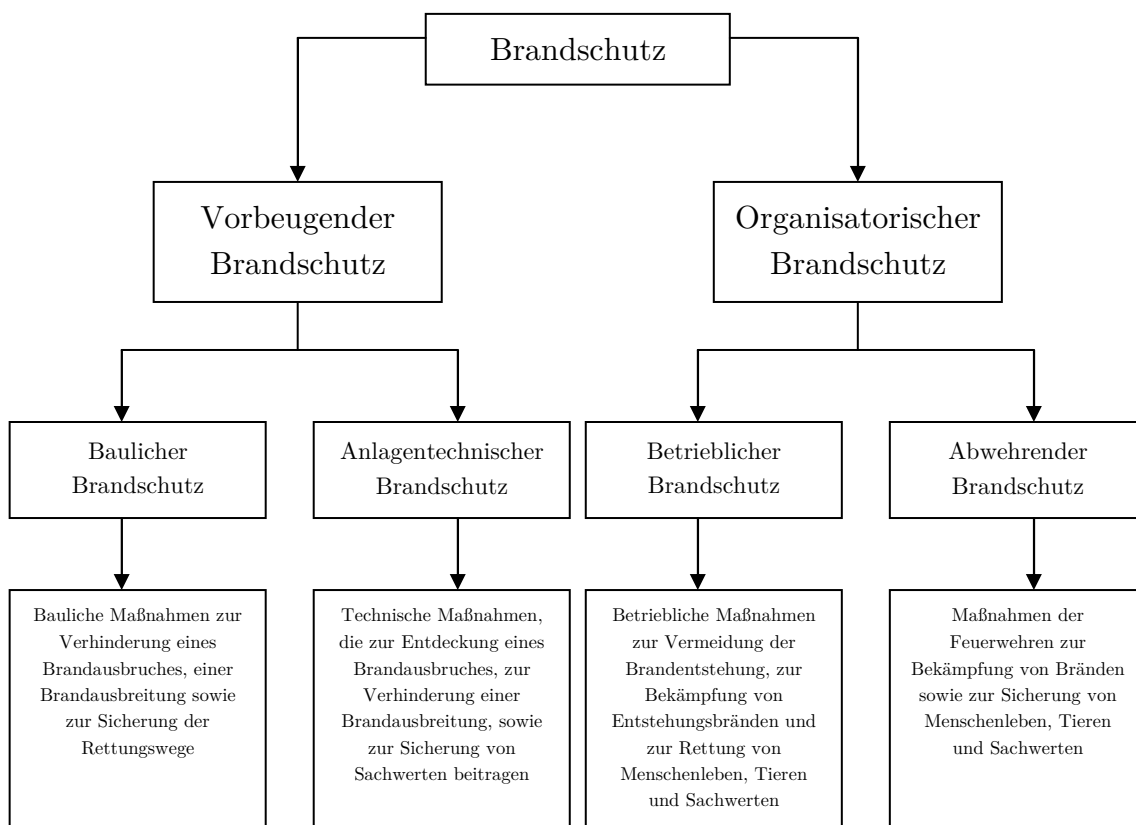 Brandschutz
Vorbeugender
Brandschutz
Organisatorischer
Brandschutz
Baulicher
Brandschutz
Anlagentechnischer
Brandschutz
Betrieblicher
Brandschutz
Abwehrender
Brandschutz
Bauliche Maßnahmen zur
Verhinderung eines
Brandausbruches, einer
Brandausbreitung sowie
zur Sicherung der
Rettungswege
Technische Maßnahmen,
die zur Entdeckung eines
Brandausbruches, zur
Verhinderung einer
Brandausbreitung, sowie
zur Sicherung von
Sachwerten beitragen
Betriebliche Maßnahmen
zur Vermeidung der
Brandentstehung, zur
Bekämpfung von
Entstehungsbränden und
zur Rettung von
Menschenleben, Tieren
und Sachwerten
Maßnahmen der
Feuerwehren zur
Bekämpfung von Bränden
sowie zur Sicherung von
Menschenleben, Tieren
und Sachwerten